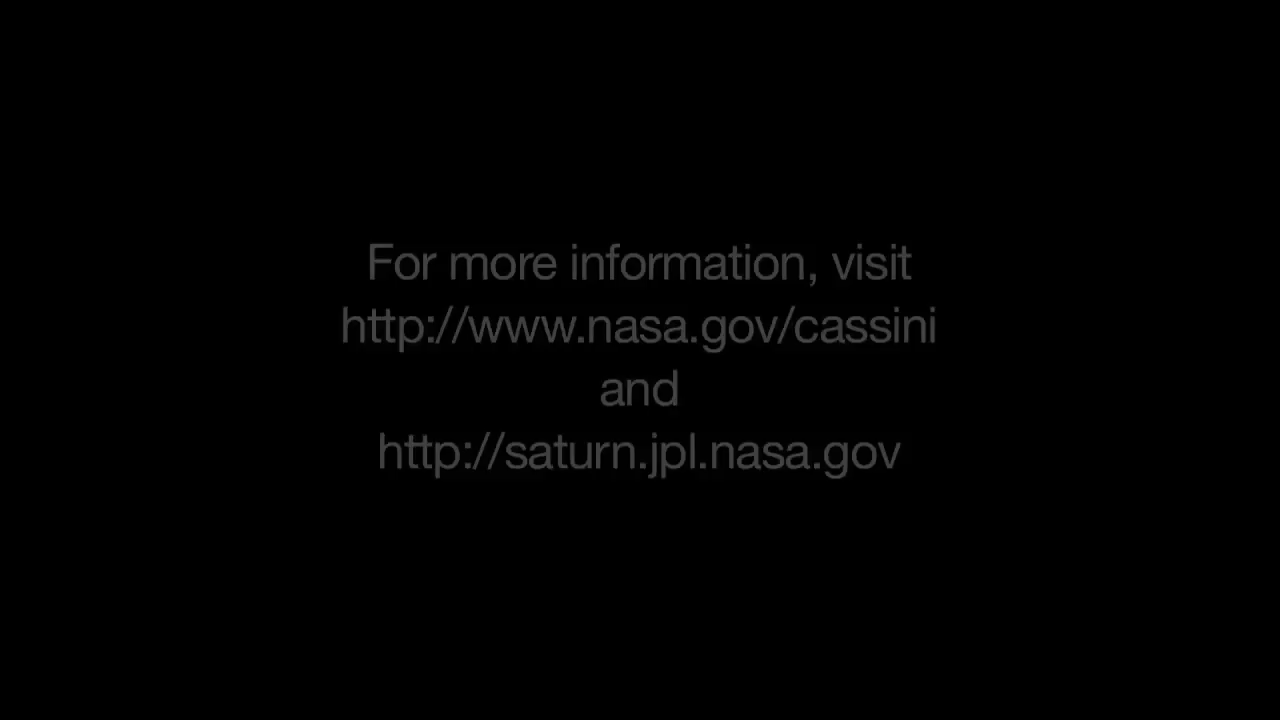 For more information, visit
http://www.nasa.gov/cassini
and
http://saturn.jpl.nasa.gov